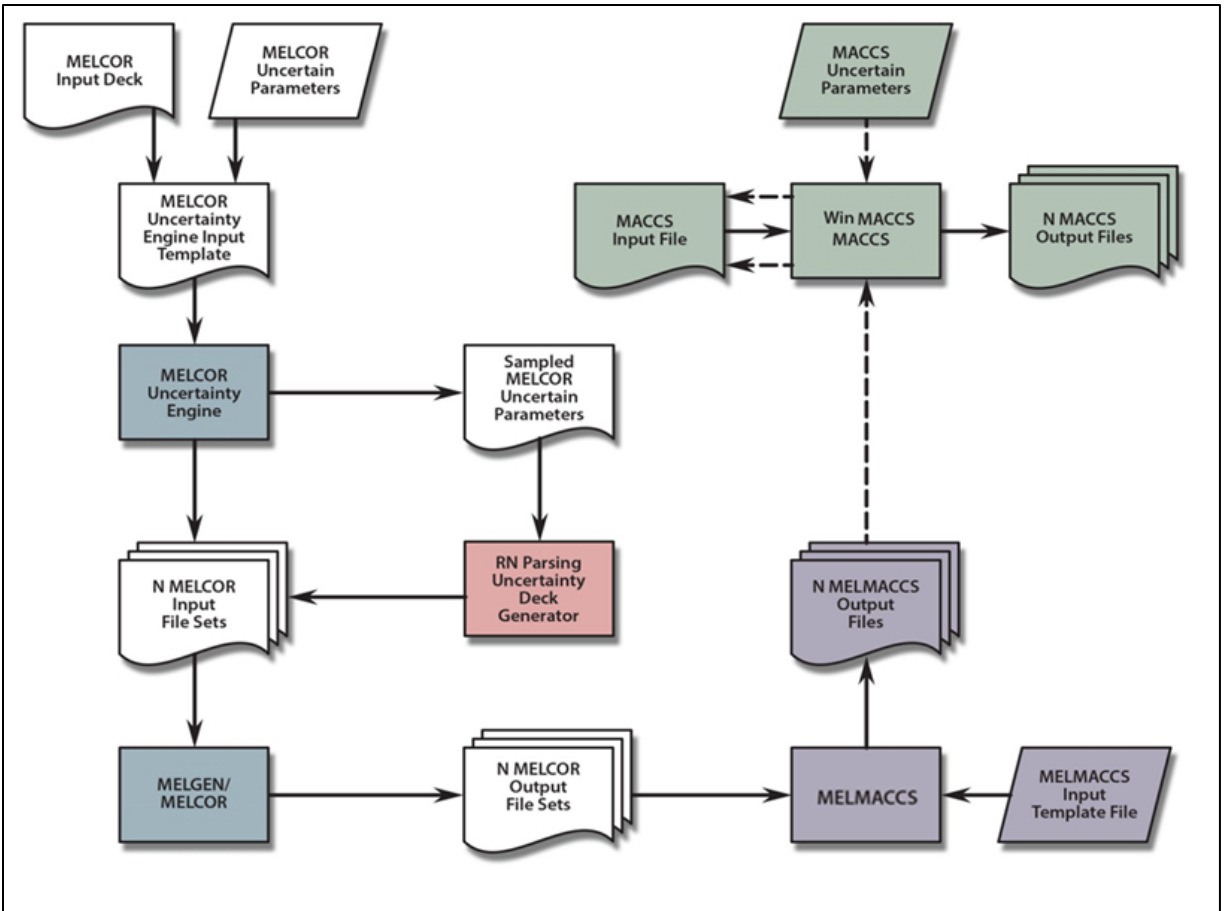 MELCOR
Input Deck
MELCOR
Uncertain
Parameters
MACCS
Uncertain
Parameters
MELCOR
Uncertainty
Engine Input
Template
MACCS
Input File
Win MACCS
MACCS
N MACCS
Output Files
MELCOR
Uncertainty
Engine
Sampled
MELCOR
Uncertain
Parameters
N MELCOR
Input
File Sets
RN Parsing
Uncertainty
Deck
Generator
N MELMACCS
Output
Files
MELGEN/
MELCOR
N MELCOR
Output
File Sets
MELMACCS
MELMACCS
Input
Template File